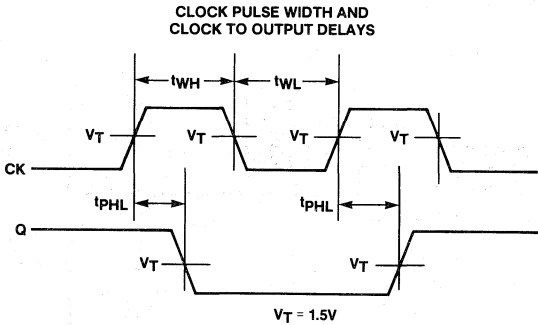 CLOCK PULSE WIDTH AND
CLOCK TO OUTPUT DELAYS
tWH
tWL
VT
VT
VT
VT
CK
tPHL
tPHL
Q
VT
VT
VT = 1.5V